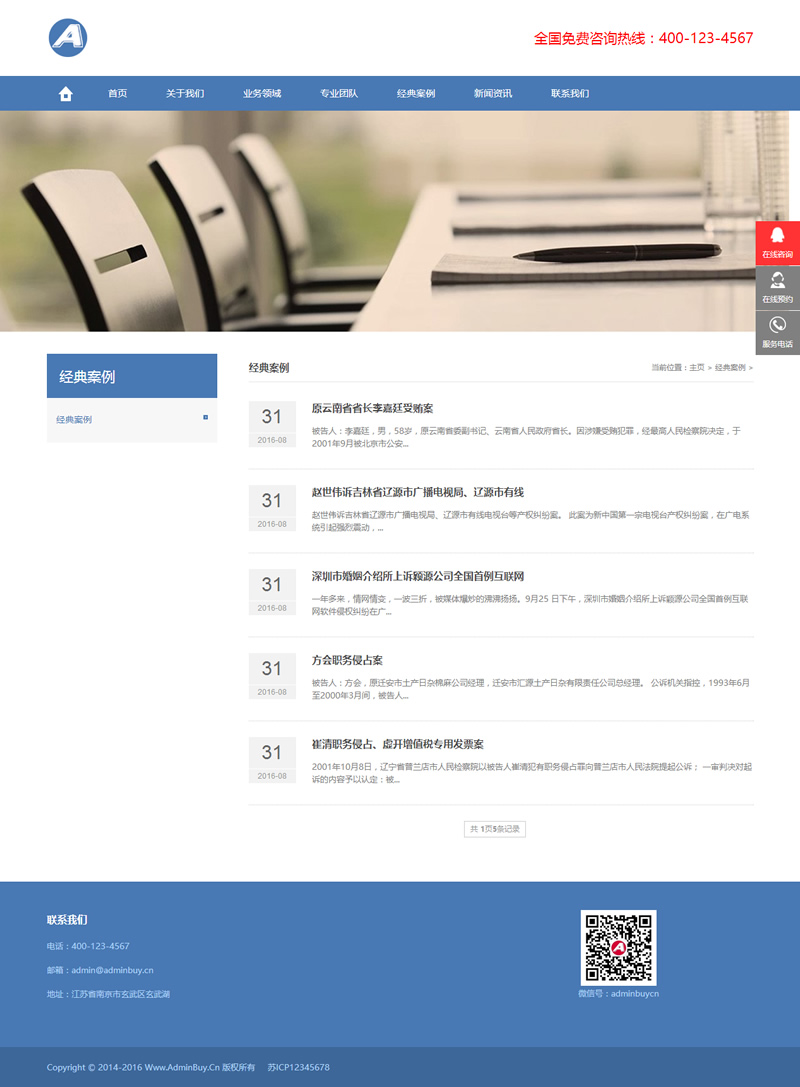 A
全国免费咨询热线：400-123-4567
首页 关于我们 业务领域 专业团队 经典案例 新闻资讯 联系我们
在线咨询
在线预约
服务电话
经典案例
经典案例
经典案例
当前位置：主页 > 经典案例 >
31
2016-08
原云南省省长李嘉廷受贿案
被告人：李嘉廷，男，58岁，原云南省委副书记、云南省人民政府省长。因涉嫌受贿犯罪，经最高人民检察院决定，于
2001年9月被北京市公安...
31
2016-08
赵世伟诉吉林省辽源市广播电视局、辽源市有线
赵世伟诉吉林省辽源市广播电视局、辽源市有线电视台等产权纠纷案。 此案为新中国第一宗电视台产权纠纷案，在广电系
统引起强烈震动，...
31
2016-08
深圳市婚姻介绍所上诉颖源公司全国首例互联网
一年多来，情网情变，一波三折，被媒体爆炒的沸沸扬扬。9月25 日下午，深圳市婚姻介绍所上诉颖源公司全国首例互联
网软件侵权纠纷在广...
31
2016-08
方会职务侵占案
被告人：方会，原迁安市土产日杂棉麻公司经理，迁安市汇源土产日杂有限责任公司总经理。 公诉机关指控，1993年6月
至2000年3月间，被告人...
31
2016-08
崔清职务侵占、虚开增值税专用发票案
2001年10月8日，辽宁省普兰店市人民检察院以被告人崔清犯有职务侵占罪向普兰店市人民法院提起公诉； 一审判决对起
诉的内容予以认定：被...
共 1页5条记录
联系我们
电话：400-123-4567
邮箱：admin@adminbuy.cn
地址：江苏省南京市玄武区玄武湖
A
微信号：adminbuycn
Copyright © 2014-2016 Www.AdminBuy.Cn 版权所有 苏ICP12345678